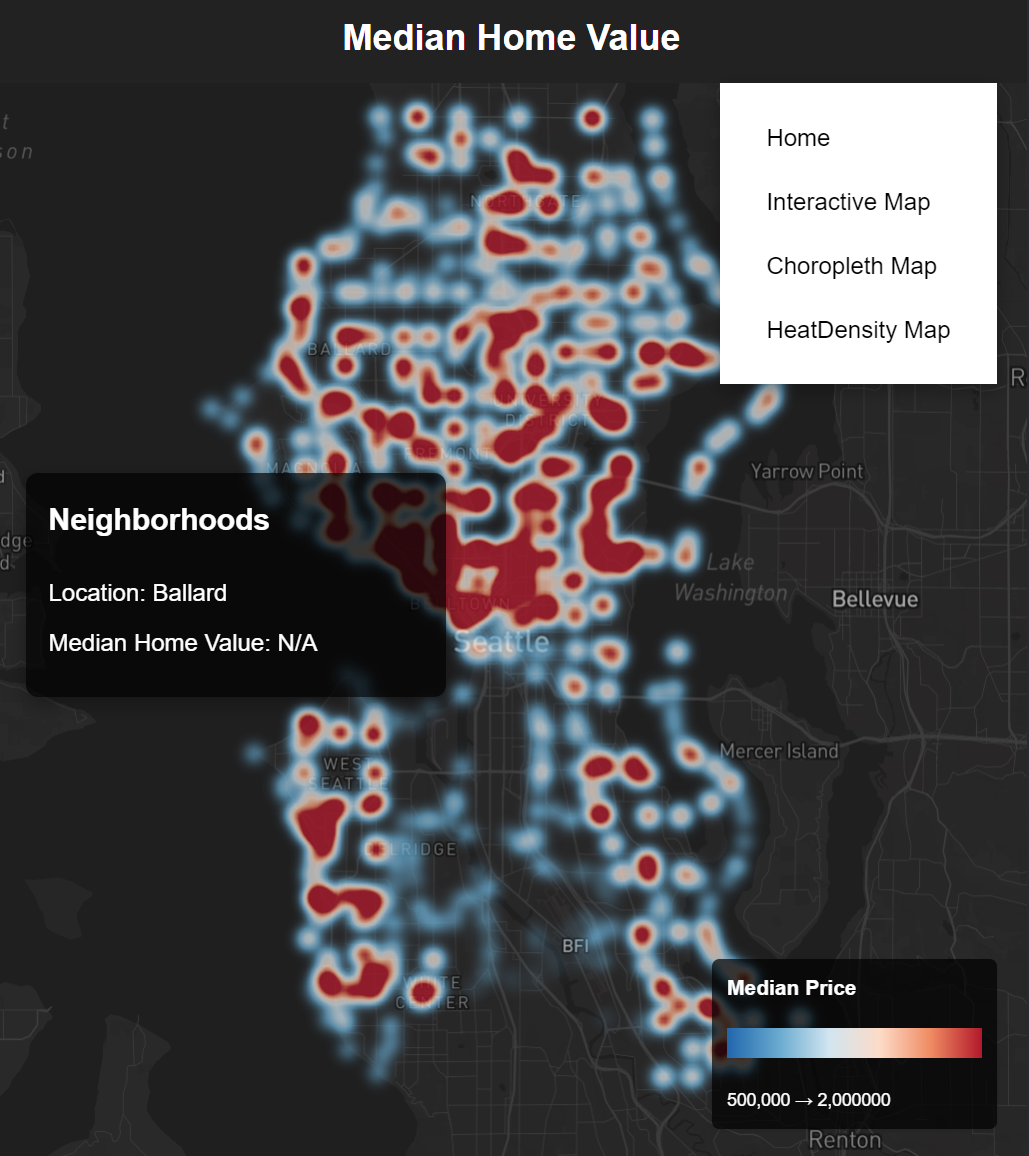 Median Home Value
Home
Interactive Map
Choropleth Map
HeatDensity Map
NORTHGATE
BALLARD
UNIVERSITY
DISTRICT
FREMONT
MAGNOLIA
Yarrow Point
Neighborhoods
Location: Ballard
Median Home Value: N/A
Lake
Washington
Bellevue
BELLTOWN
Seattle
Mercer Island
WEST
SEATTLE
DELRIDGE
BFI
WHITE
CENTER
Median Price
500,000 → 2,000000
Renton